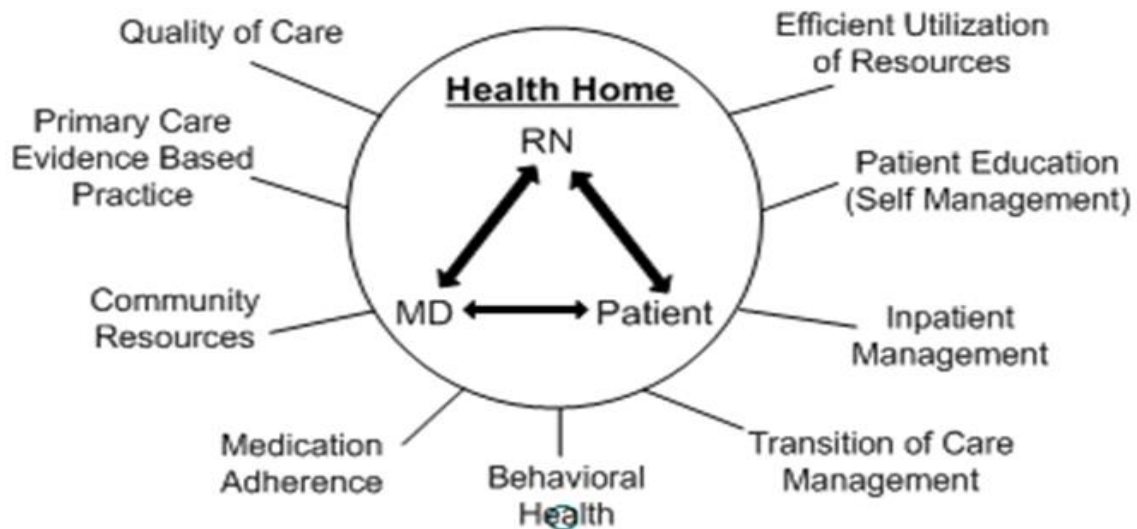 Quality of Care
Efficient Utilization
of Resources
Health Home
RN
Primary Care
Evidence Based
Practice
Patient Education
(Self Management)
Community
Resources
MD
Patient
Inpatient
Management
Medication
Adherence
Behavioral
Health
Transition of Care
Management